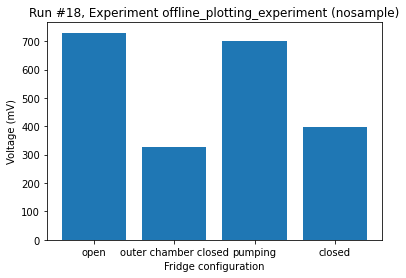 Run #18, Experiment offline_plotting_experiment (nosample)
Voltage (mV)
700
600
500
400
300
200
100
0
open outer chamber closed pumping closed
Fridge configuration